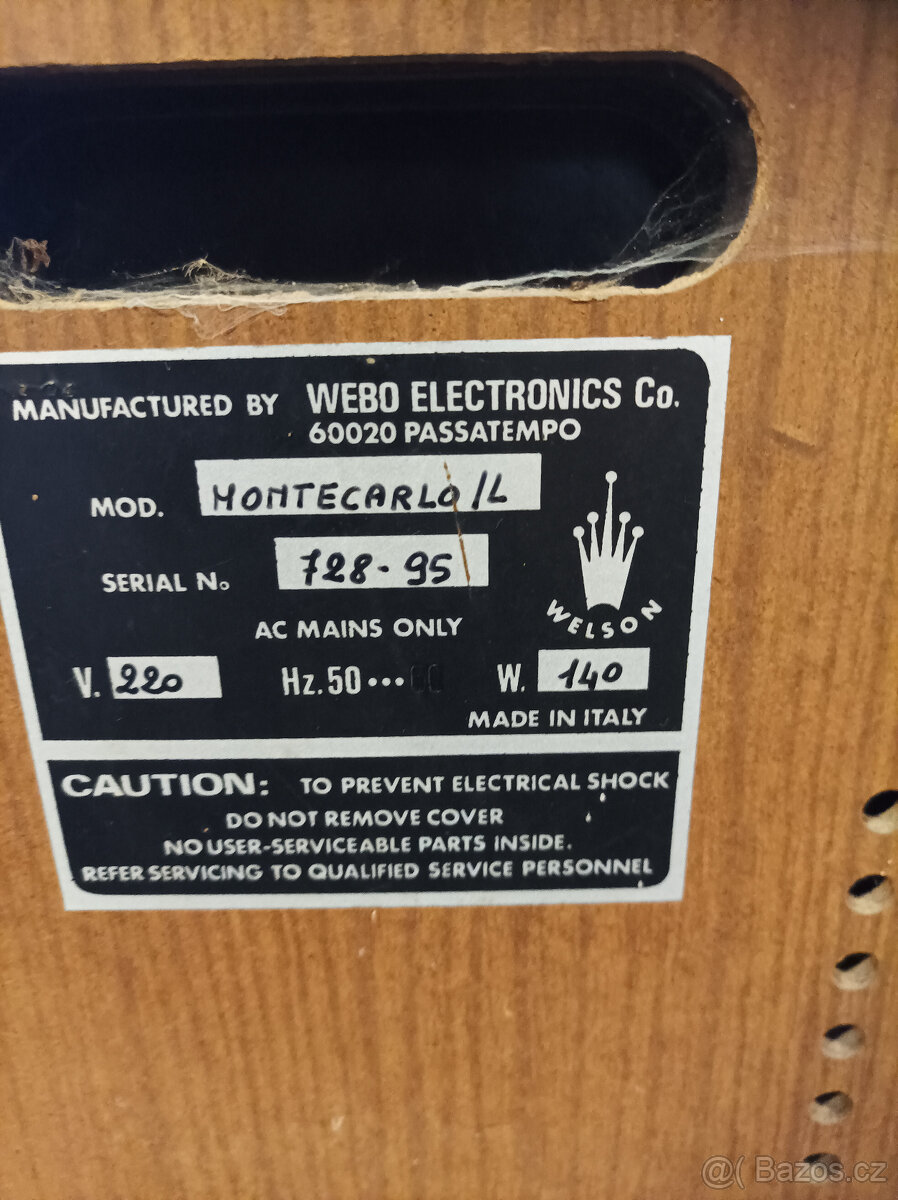 MANUFACTURED BY WEBO ELECTRONICS Co.
60020 PASSATEMPO
MOD. MONTECARLO/L
SERIAL No 728-95
WELSON
AC MAINS ONLY
V. 220 Hz. 50...60 W. 140
MADE IN ITALY
CAUTION: TO PREVENT ELECTRICAL SHOCK
DO NOT REMOVE COVER
NO USER-SERVICEABLE PARTS INSIDE.
REFER SERVICING TO QUALIFIED SERVICE PERSONNEL
@( Bazos.cz